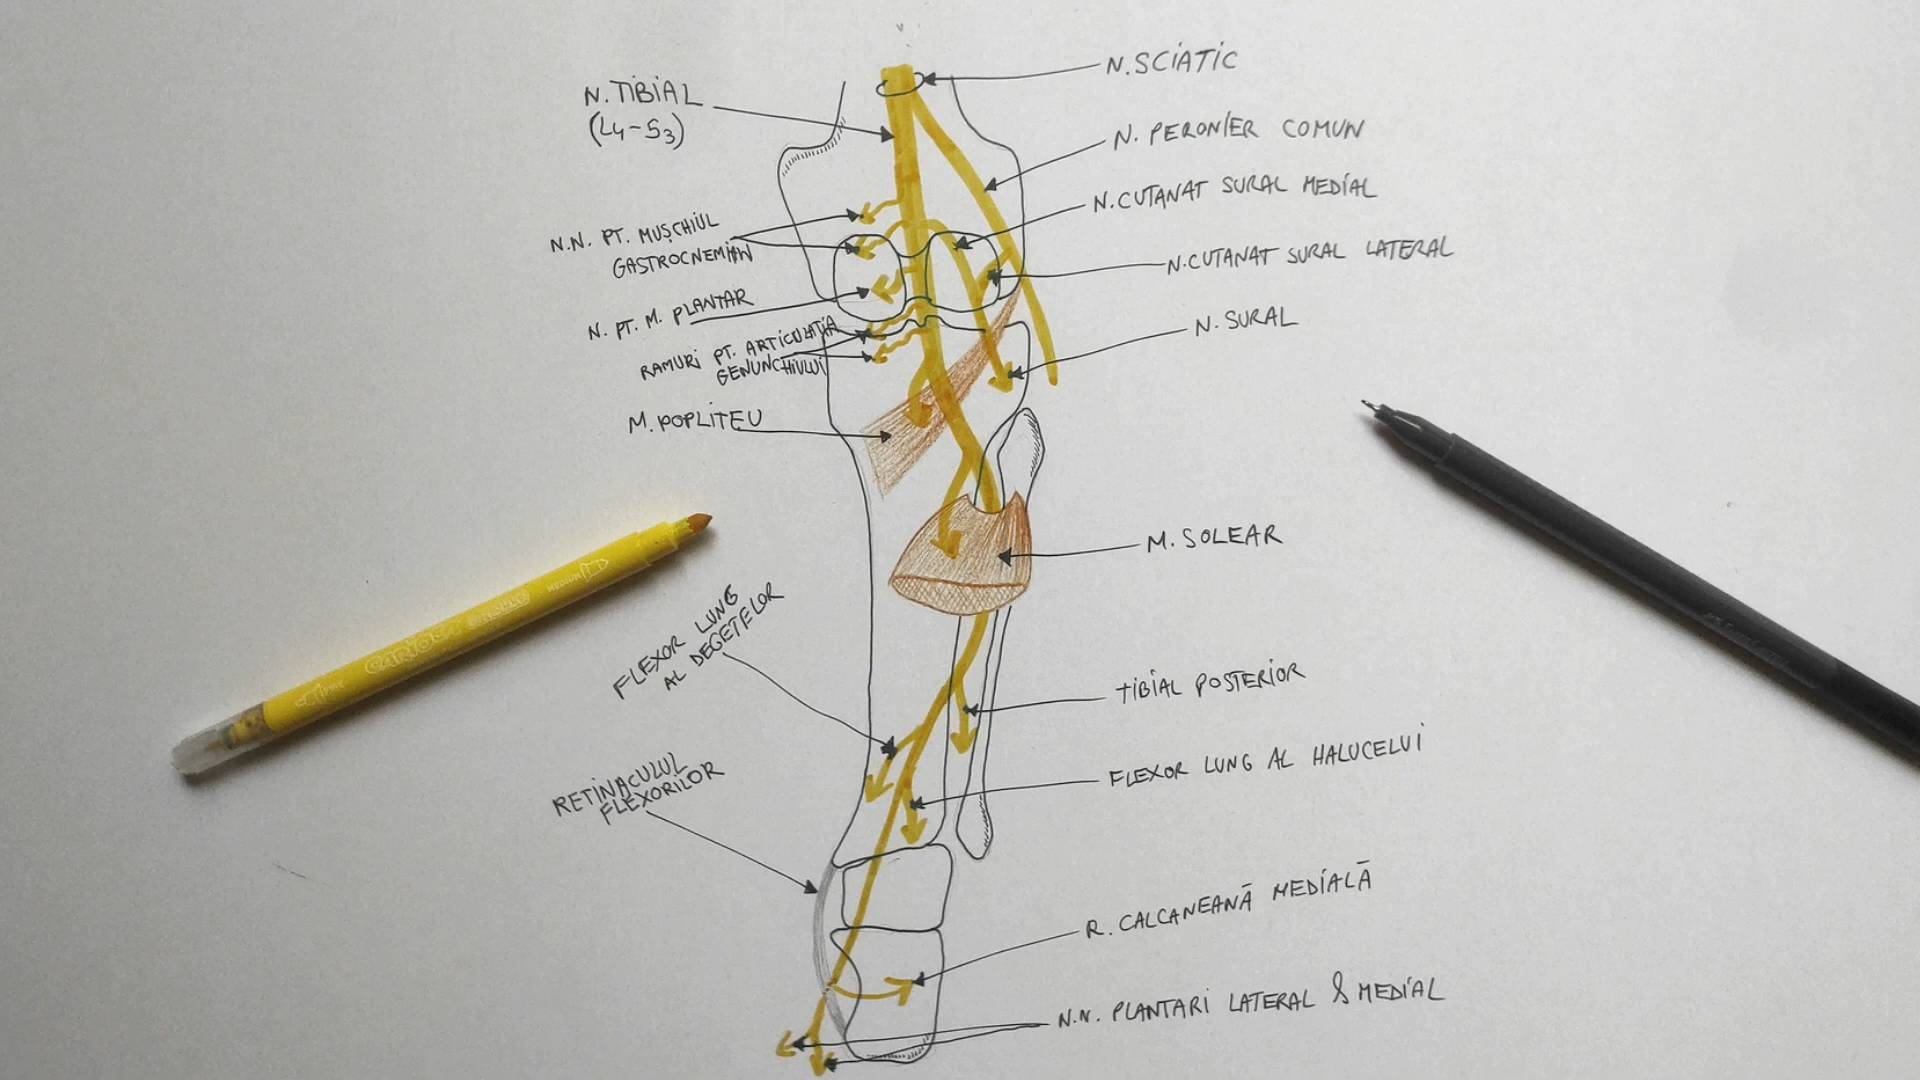 N. TIBIAL
(L4-S3)
N.N. PT. MUȘCHIUL
GASTROCNEMIAN
N. PT. M. PLANTAR
RAMURI PT. ARTICULAȚIA
GENUNCHIULUI
M. POPLITEU
FLEXOR LUNG
AL DEGETELOR
RETINACULUL
FLEXORILOR
N. SCIATIC
N. PERONIER COMUN
N. CUTANAT SURAL MEDIAL
N. CUTANAT SURAL LATERAL
N. SURAL
M. SOLEAR
TIBIAL POSTERIOR
FLEXOR LUNG AL HALUCELUI
R. CALCANEANĂ MEDIALĂ
N.N. PLANTARI LATERAL & MEDIAL
CARIOCA
MEDIUM